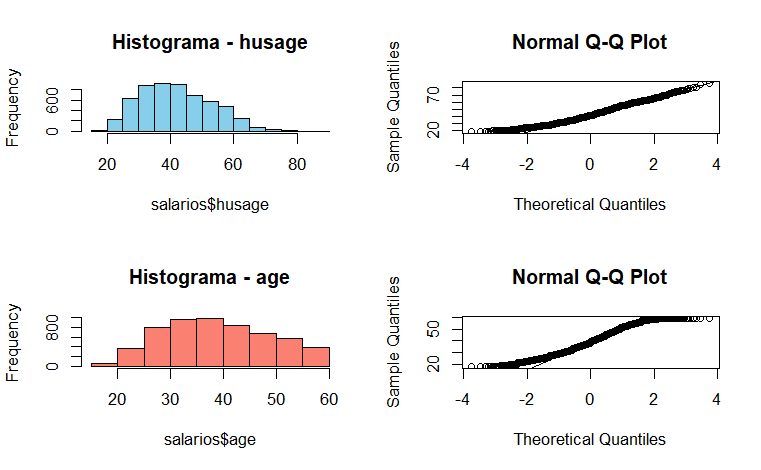 Histograma - husage
Frequency
0
600
20
40
60
80
salarios$husage
Normal Q-Q Plot
Sample Quantiles
20
70
-4
-2
0
2
4
Theoretical Quantiles
Histograma - age
Frequency
0
600
20
30
40
50
60
salarios$age
Normal Q-Q Plot
Sample Quantiles
20
50
-4
-2
0
2
4
Theoretical Quantiles